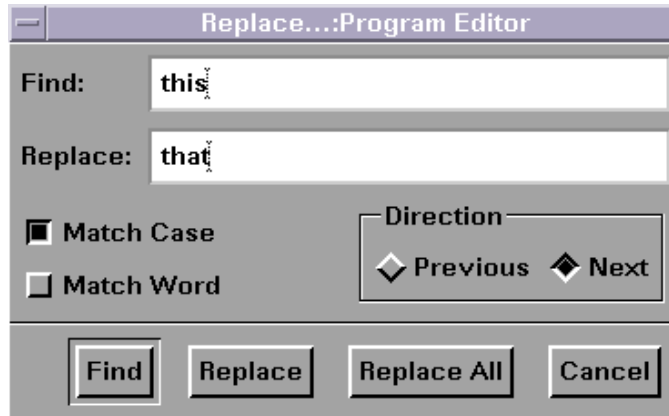 Replace...:Program Editor
Find: this
Replace: that
Direction
Match Case
Previous Next
Match Word
Find Replace Replace All Cancel